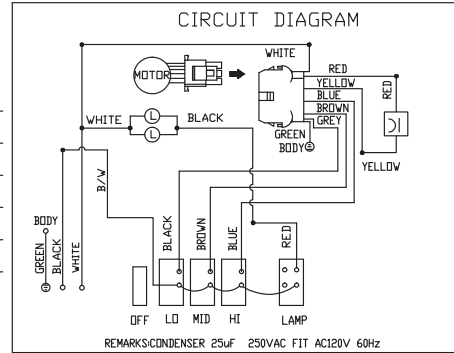 CIRCUIT DIAGRAM
WHITE
MOTOR
RED
YELLOW
BLUE
BROWN
GREY
RED
WHITE
L
L
BLACK
GREEN
BODY
YELLOW
B/W
BODY
GREEN
BLACK
WHITE
BLACK
BROWN
BLUE
RED
OFF
LO
MID
HI
LAMP
REMARKS:CONDENSER 25uF 250VAC FIT AC120V 60Hz